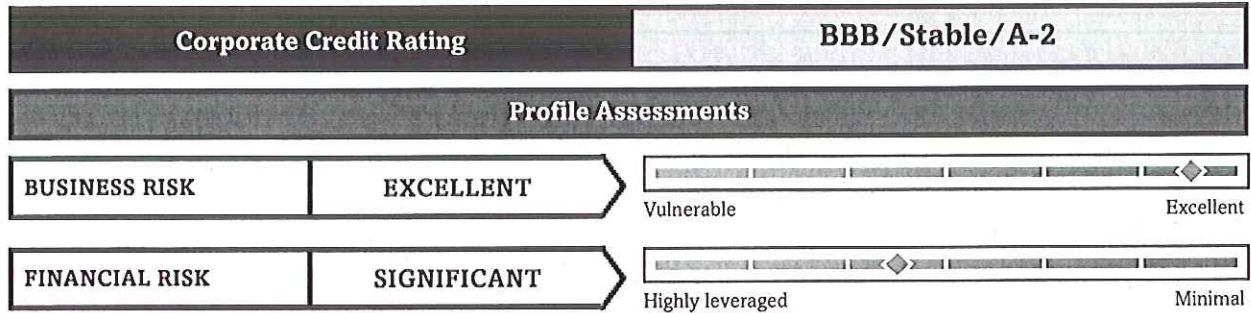 Corporate Credit Rating BBB/Stable/A-2
Profile Assessments
BUSINESS RISK EXCELLENT
Vulnerable Excellent
FINANCIAL RISK SIGNIFICANT
Highly leveraged Minimal